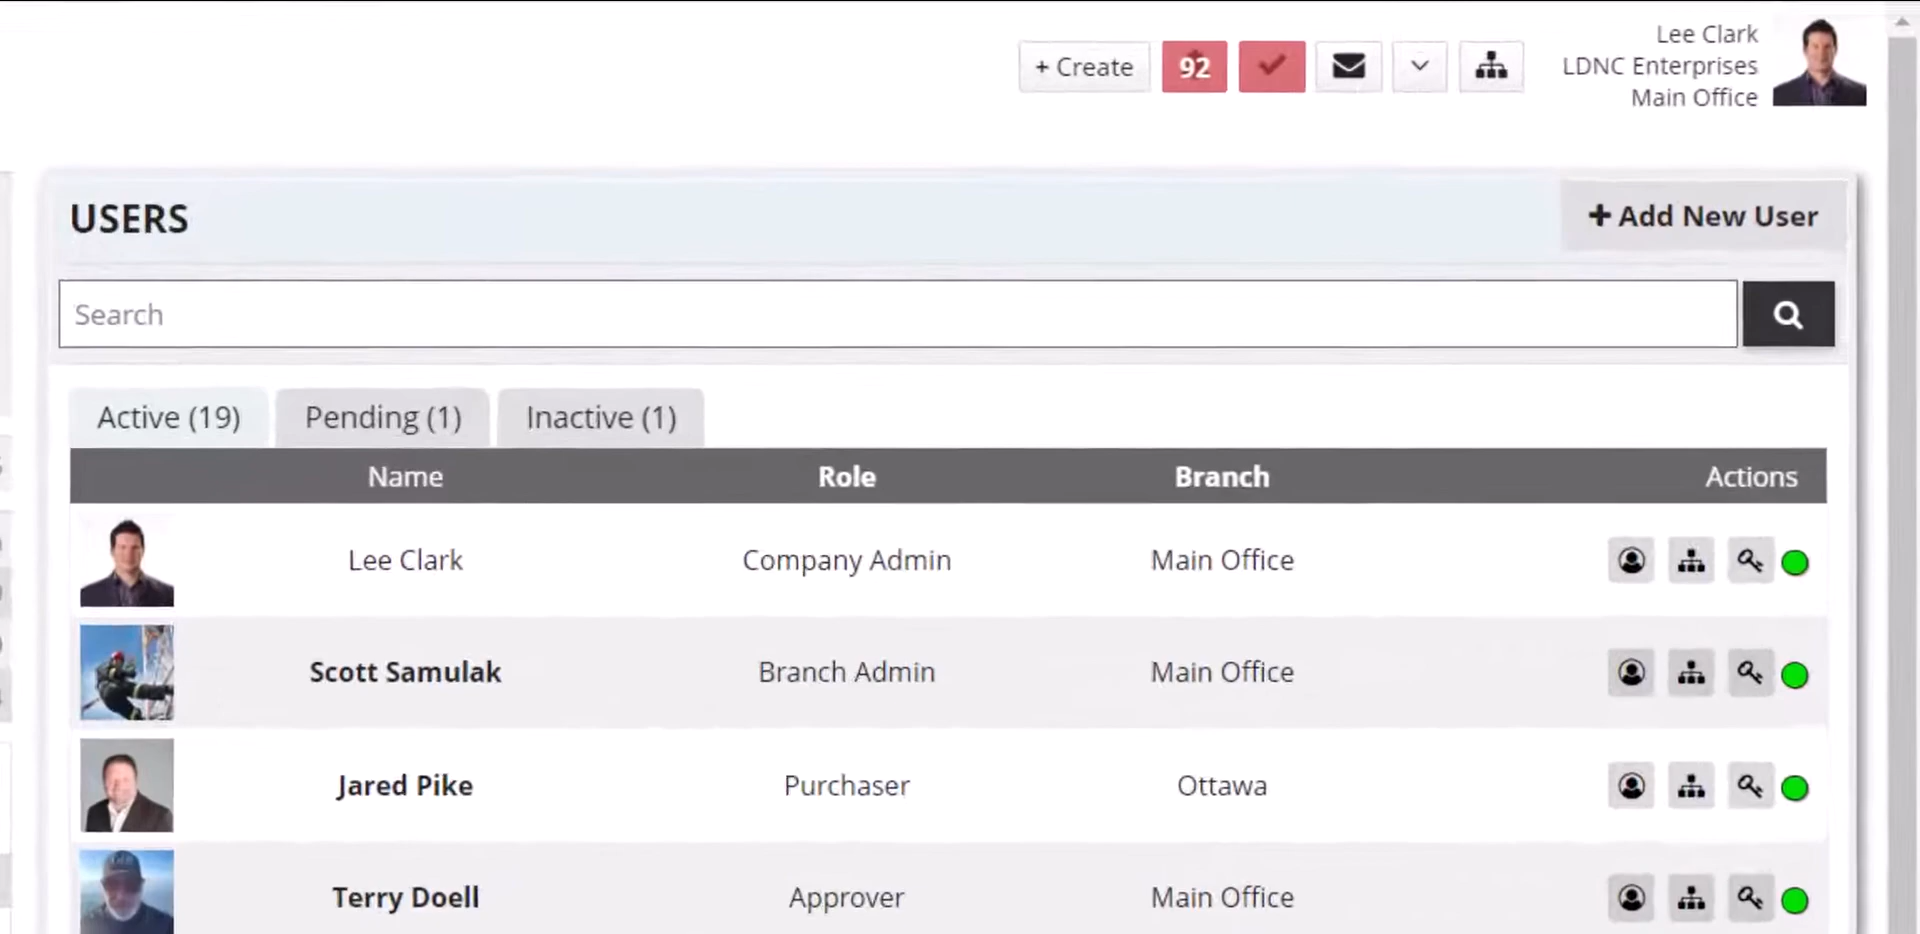 + Create
92
Lee Clark
LDNC Enterprises
Main Office
USERS
+ Add New User
Search
Active (19)
Pending (1)
Inactive (1)
Name Role Branch Actions
Lee Clark Company Admin Main Office
Scott Samulak Branch Admin Main Office
Jared Pike Purchaser Ottawa
Terry Doell Approver Main Office